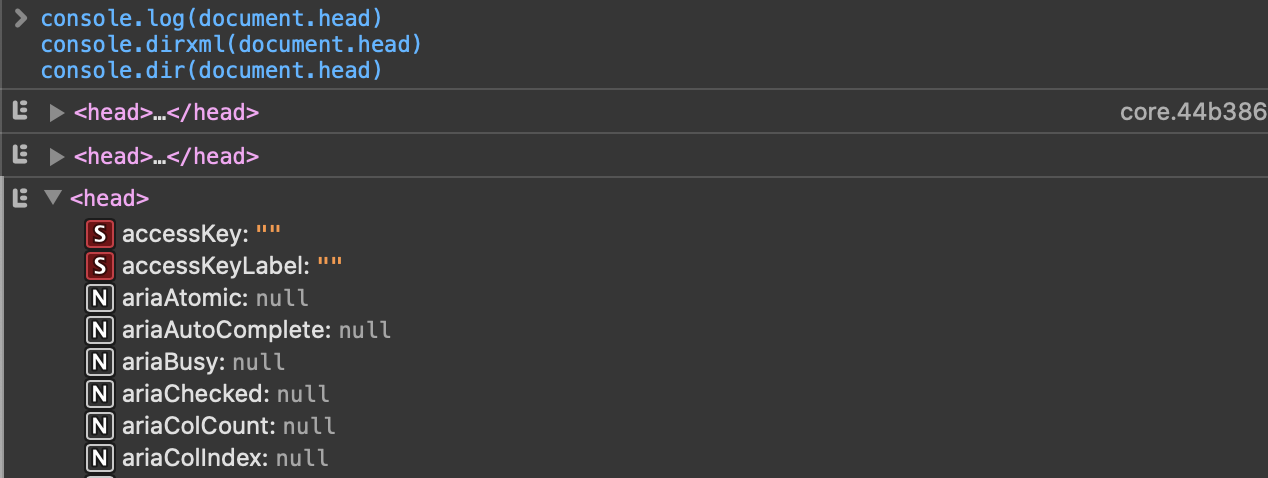 console.log(document.head)
console.dirxml(document.head)
console.dir(document.head)
<head>…</head> core.44b386
<head>…</head>
<head>
S accessKey: ""
S accessKeyLabel: ""
N ariaAtomic: null
N ariaAutoComplete: null
N ariaBusy: null
N ariaChecked: null
N ariaColCount: null
N ariaColIndex: null